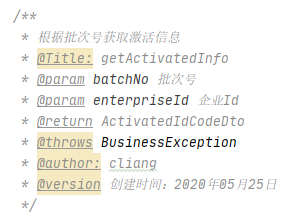 /**
* 根据批次号获取激活信息
* @Title: getActivatedInfo
* @param batchNo 批次号
* @param enterpriseId 企业Id
* @return ActivatedIdCodeDto
* @throws BusinessException
* @author: cliang
* @version 创建时间：2020年05月25日
*/